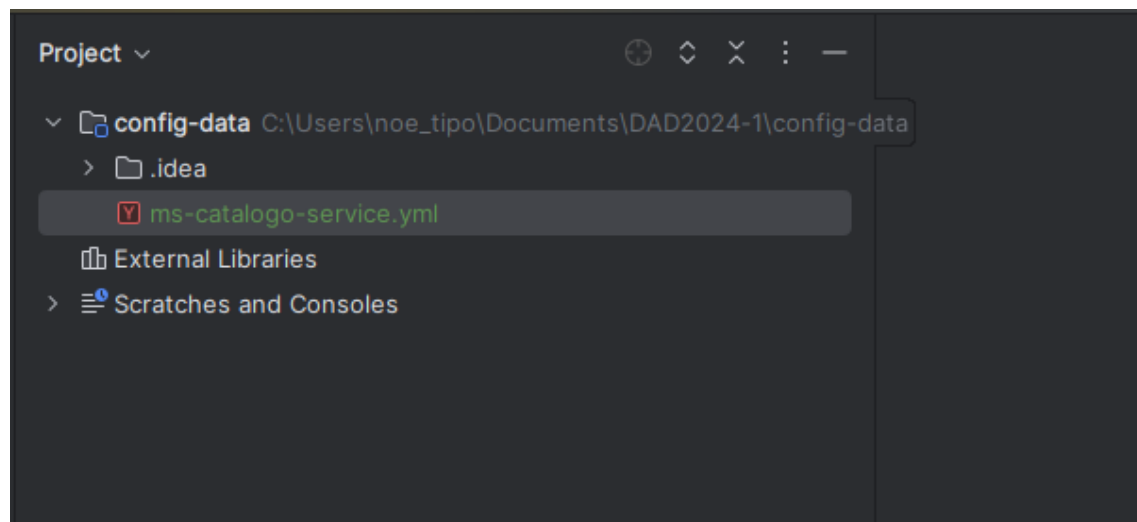 Project
config-data C:\Users\noe_tipo\Documents\DAD2024-1\config-data
.idea
Y ms-catalogo-service.yml
External Libraries
Scratches and Consoles